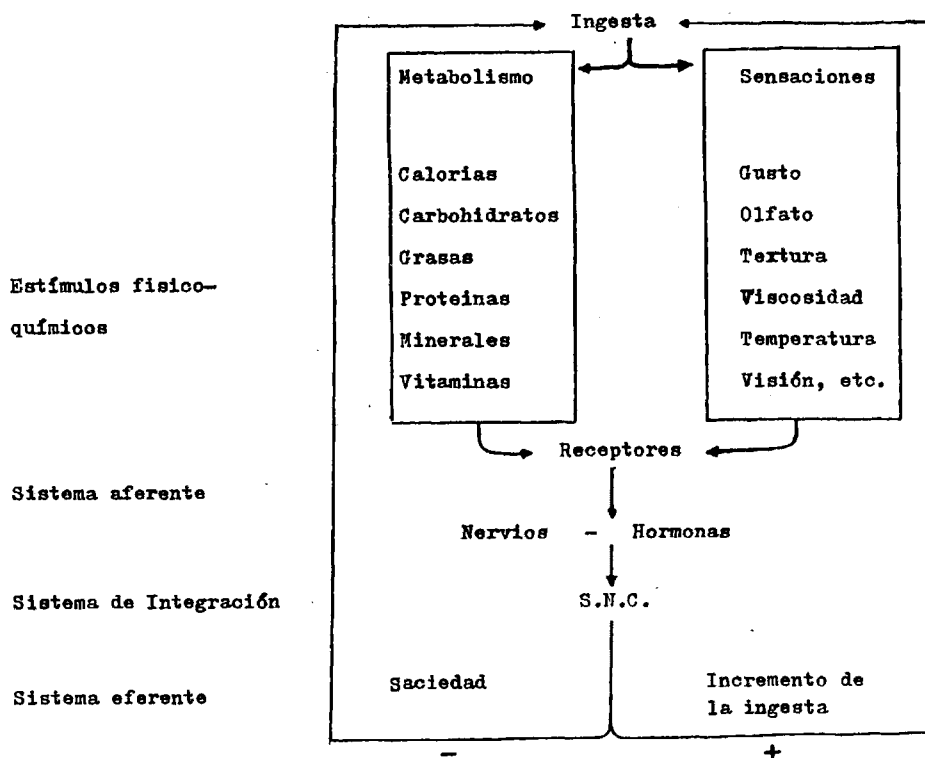 Ingesta
Metabolismo
Calorias
Carbohidratos
Grasas
Proteinas
Minerales
Vitaminas
Sensaciones
Gusto
Olfato
Textura
Viscosidad
Temperatura
Visión, etc.
Estímulos fisico-
químicos
Receptores
Sistema aferente
Nervios - Hormonas
Sistema de Integración
S.N.C.
Sistema eferente
Saciedad
Incremento de
la ingesta
- +